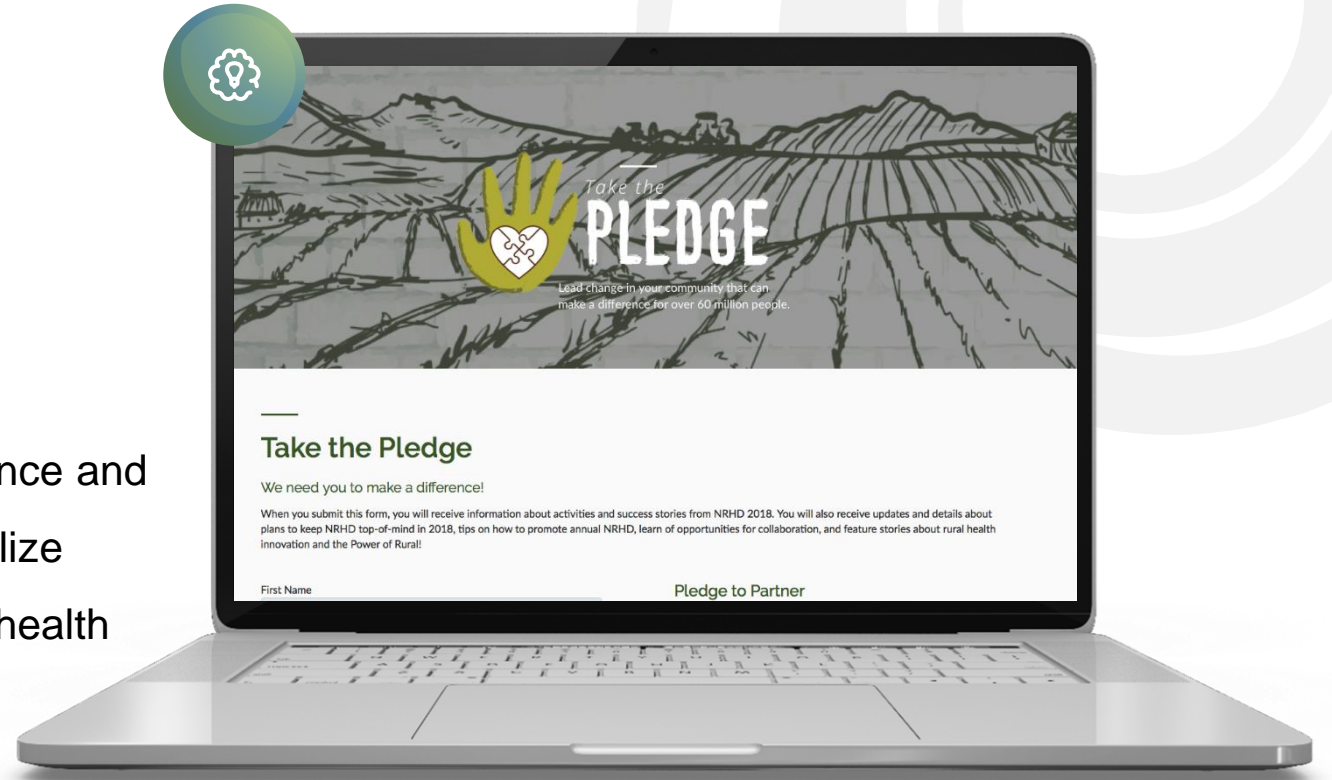 Take the
PLEDGE
Lead change in your community that can
make a difference for over 60 million people.
Take the Pledge
We need you to make a difference!
When you submit this form, you will receive information about activities and success stories from NRHD 2018. You will also receive updates and details about
plans to keep NRHD top-of-mind in 2018, tips on how to promote annual NRHD, learn of opportunities for collaboration, and feature stories about rural health
innovation and the Power of Rural!
First Name
Pledge to Partner
and
health